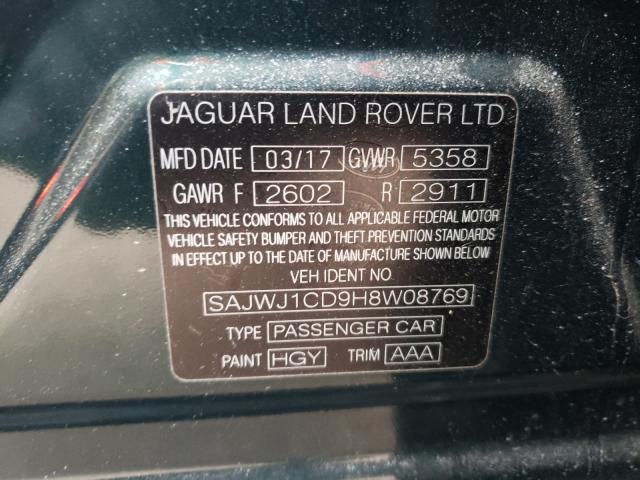 JAGUAR LAND ROVER LTD
MFD DATE 03/17 GVWR 5358
GAWR F 2602 R 2911
THIS VEHICLE CONFORMS TO ALL APPLICABLE FEDERAL MOTOR
VEHICLE SAFETY BUMPER AND THEFT PREVENTION STANDARDS
IN EFFECT UP TO THE DATE OF MANUFACTURE SHOWN BELOW
VEH IDENT NO.
SAJWJ1CD9H8W08769
TYPE PASSENGER CAR
PAINT HGY TRIM AAA